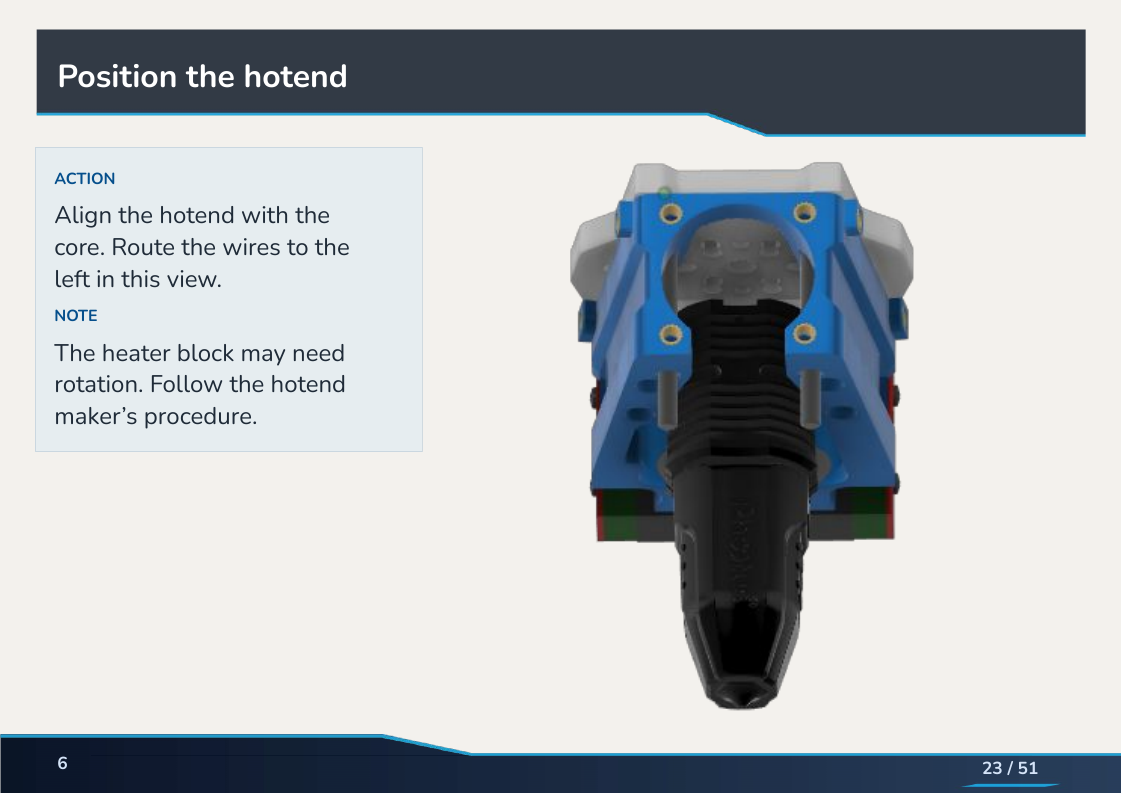 Position the hotend
ACTION
Align the hotend with the
core. Route the wires to the
left in this view.
NOTE
The heater block may need
rotation. Follow the hotend
maker’s procedure.
6
23 / 51